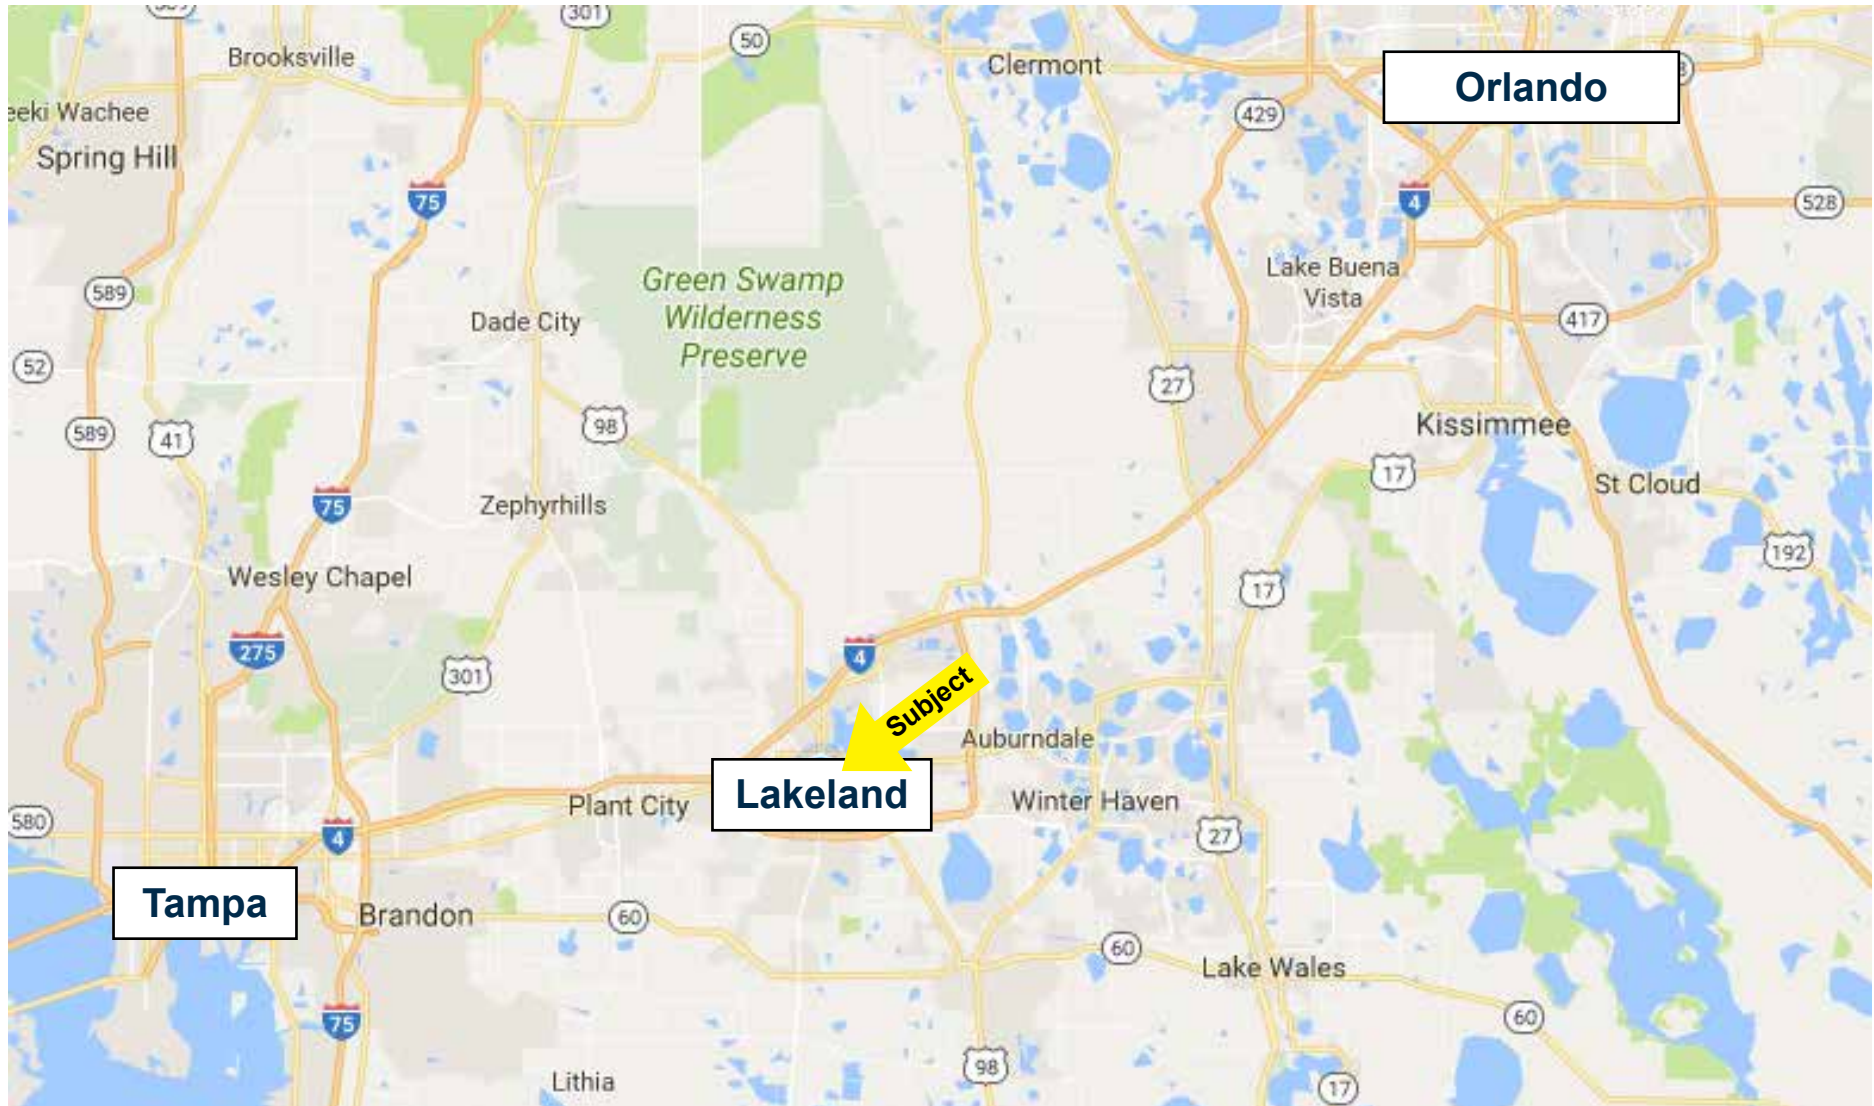 301
50
Brooksville
Clermont
Orlando
eeki Wachee
429
Spring Hill
75
4
528
Lake Buena
Vista
Green Swamp
Wilderness
Preserve
589
Dade City
417
52
27
98
589
41
Kissimmee
17
St Cloud
75
Zephyrhills
192
Wesley Chapel
17
275
4
301
Subject
Auburndale
Lakeland
Plant City
Winter Haven
580
4
27
Tampa
Brandon
60
60
Lake Wales
75
60
98
Lithia
17